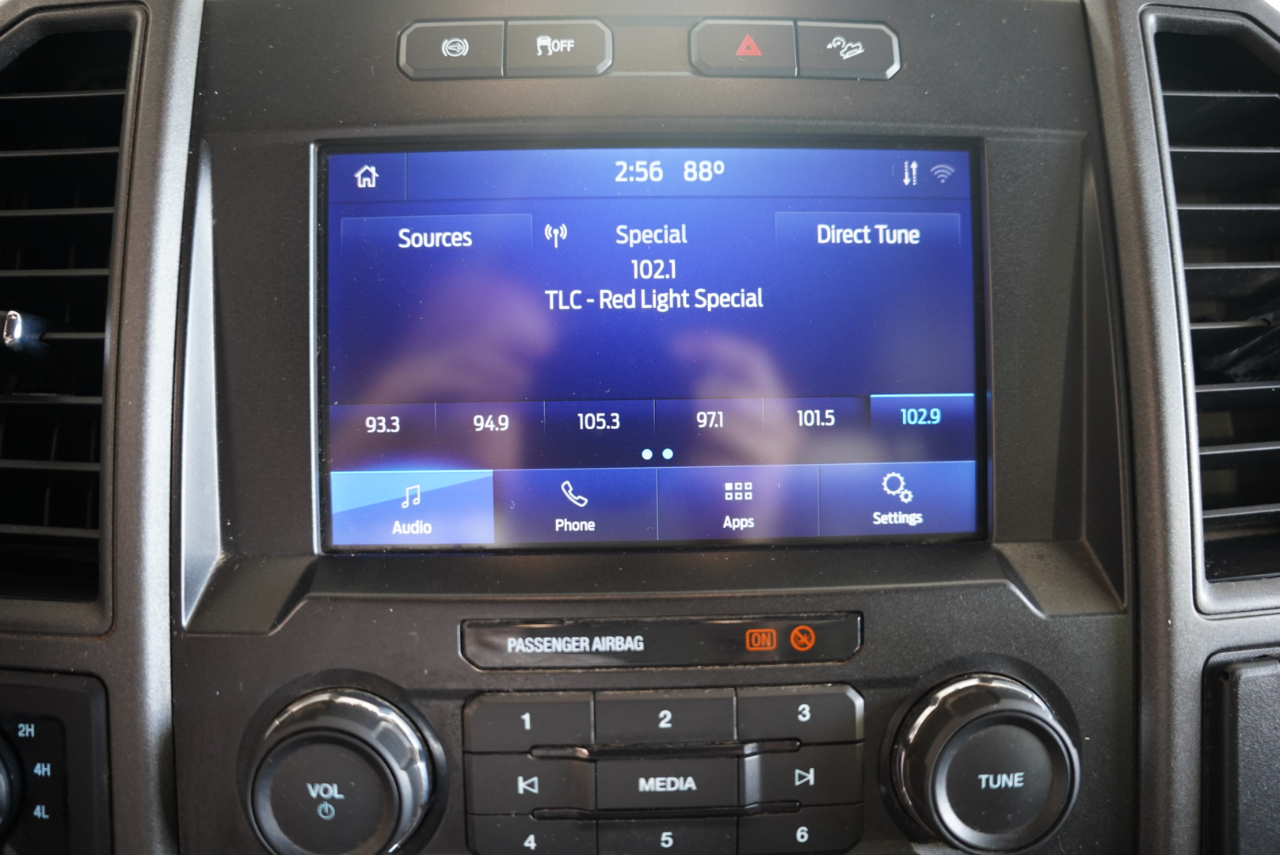 OFF
2:56 88º
Sources Special Direct Tune
102.1
TLC - Red Light Special
93.3 94.9 105.3 97.1 101.5 102.9
Audio Phone Apps Settings
PASSENGER AIRBAG ON
1 2 3
2H
4H
4L
VOL MEDIA TUNE
4 5 6